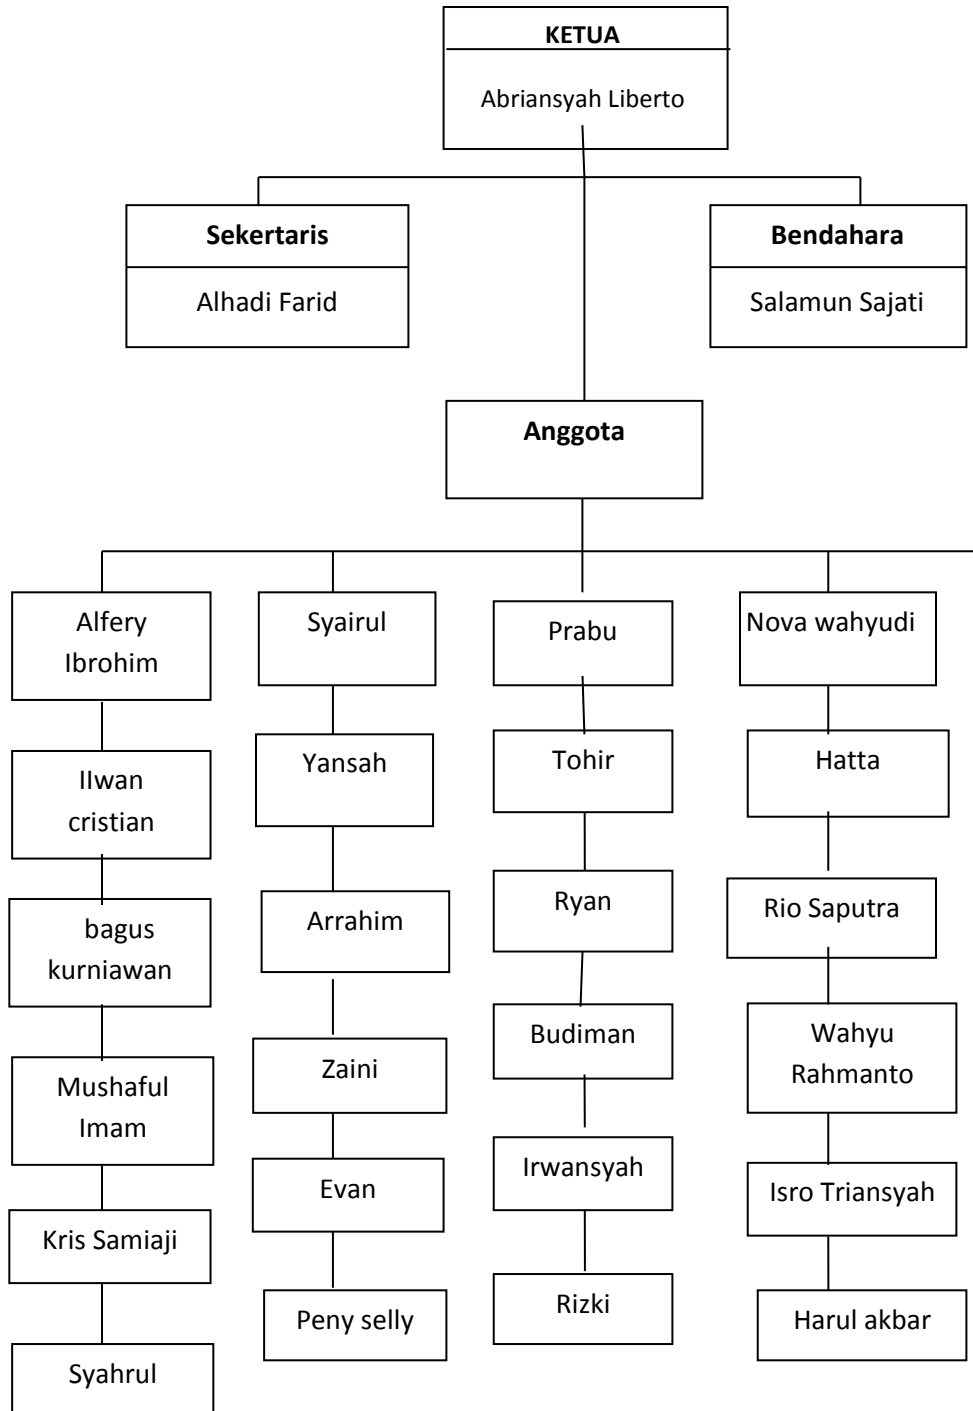 KETUA
Abriansyah Liberto
Sekertaris
Alhadi Farid
Bendahara
Salamun Sajati
Anggota
Alfery
Ibrohim
IIwan
cristian
bagus
kurniawan
Mushaful
Imam
Kris Samiaji
Syahrul
Syairul
Yansah
Arrahim
Zaini
Evan
Peny selly
Prabu
Tohir
Ryan
Budiman
Irwansyah
Rizki
Nova wahyudi
Hatta
Rio Saputra
Wahyu
Rahmanto
Isro Triansyah
Harul akbar